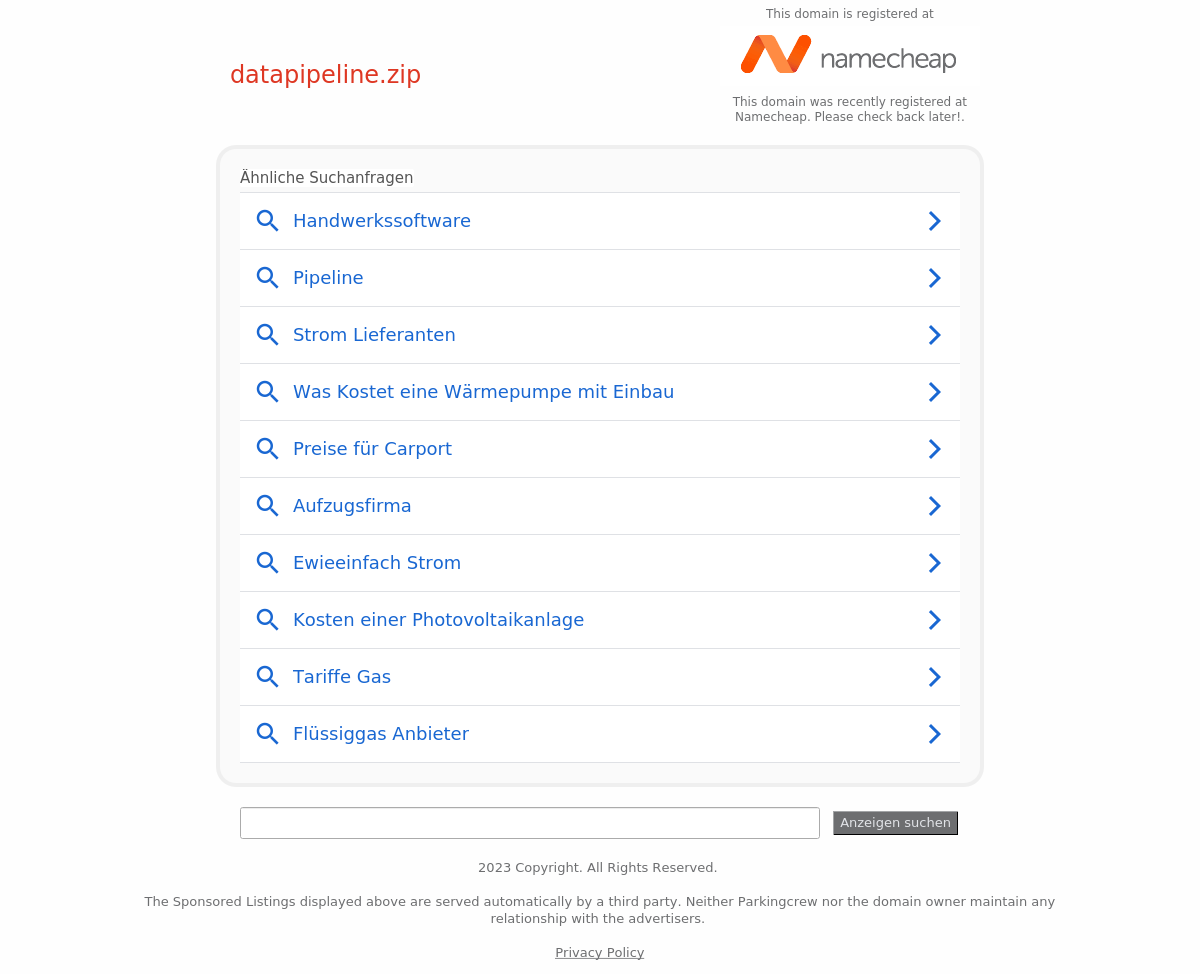 This domain is registered at
namecheap
datapipeline.zip
This domain was recently registered at
Namecheap. Please check back later!.
Ähnliche Suchanfragen
Handwerkssoftware
Pipeline
Strom Lieferanten
Was Kostet eine Wärmepumpe mit Einbau
Preise für Carport
Aufzugsfirma
Ewieeinfach Strom
Kosten einer Photovoltaikanlage
Tariffe Gas
Flüssiggas Anbieter
Anzeigen suchen
2023 Copyright. All Rights Reserved.
The Sponsored Listings displayed above are served automatically by a third party. Neither Parkingcrew nor the domain owner maintain any
relationship with the advertisers.
Privacy Policy